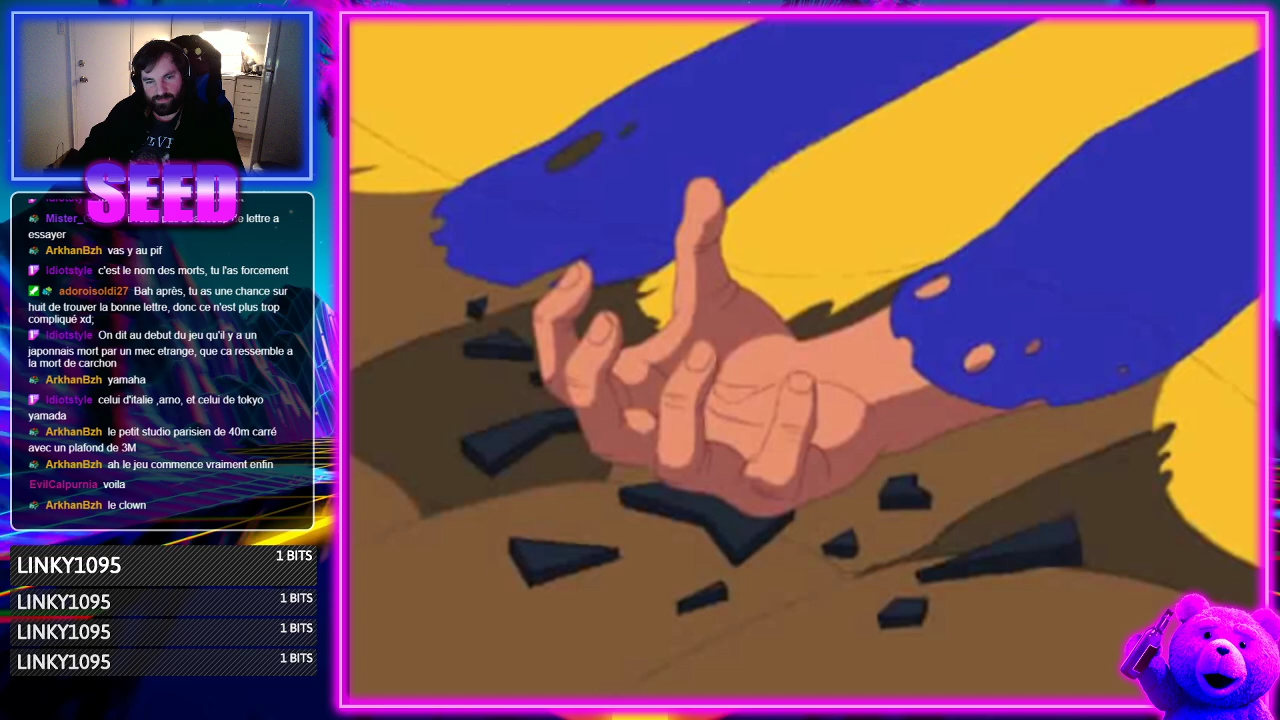 SEED
Mister_
e lettre a
essayer
ArkhanBzh vas y au pif
Idiotstyle c'est le nom des morts, tu l'as forcement
adoroisoldi27 Bah après, tu as une chance sur
huit de trouver la bonne lettre, donc ce n'est plus trop
compliqué xd;
Idiotstyle On dit au debut du jeu qu'il y a un
japonnais mort par un mec etrange, que ca ressemble a
la mort de carchon
ArkhanBzh yamaha
Idiotstyle celui d'italie ,arno, et celui de tokyo
yamada
ArkhanBzh le petit studio parisien de 40m carré
avec un plafond de 3M
ArkhanBzh ah le jeu commence vraiment enfin
EvilCalpurnia voila
ArkhanBzh le clown
LINKY1095 1 BITS
LINKY1095 1 BITS
LINKY1095 1 BITS
LINKY1095 1 BITS